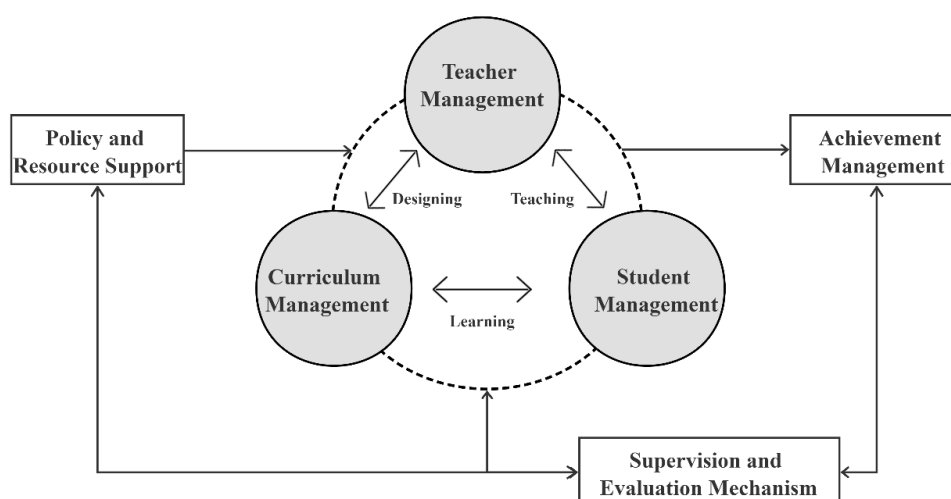 Teacher
Management
Policy and
Resource Support
Achievement
Management
Designing
Teaching
Curriculum
Management
Student
Management
Learning
Supervision and
Evaluation Mechanism